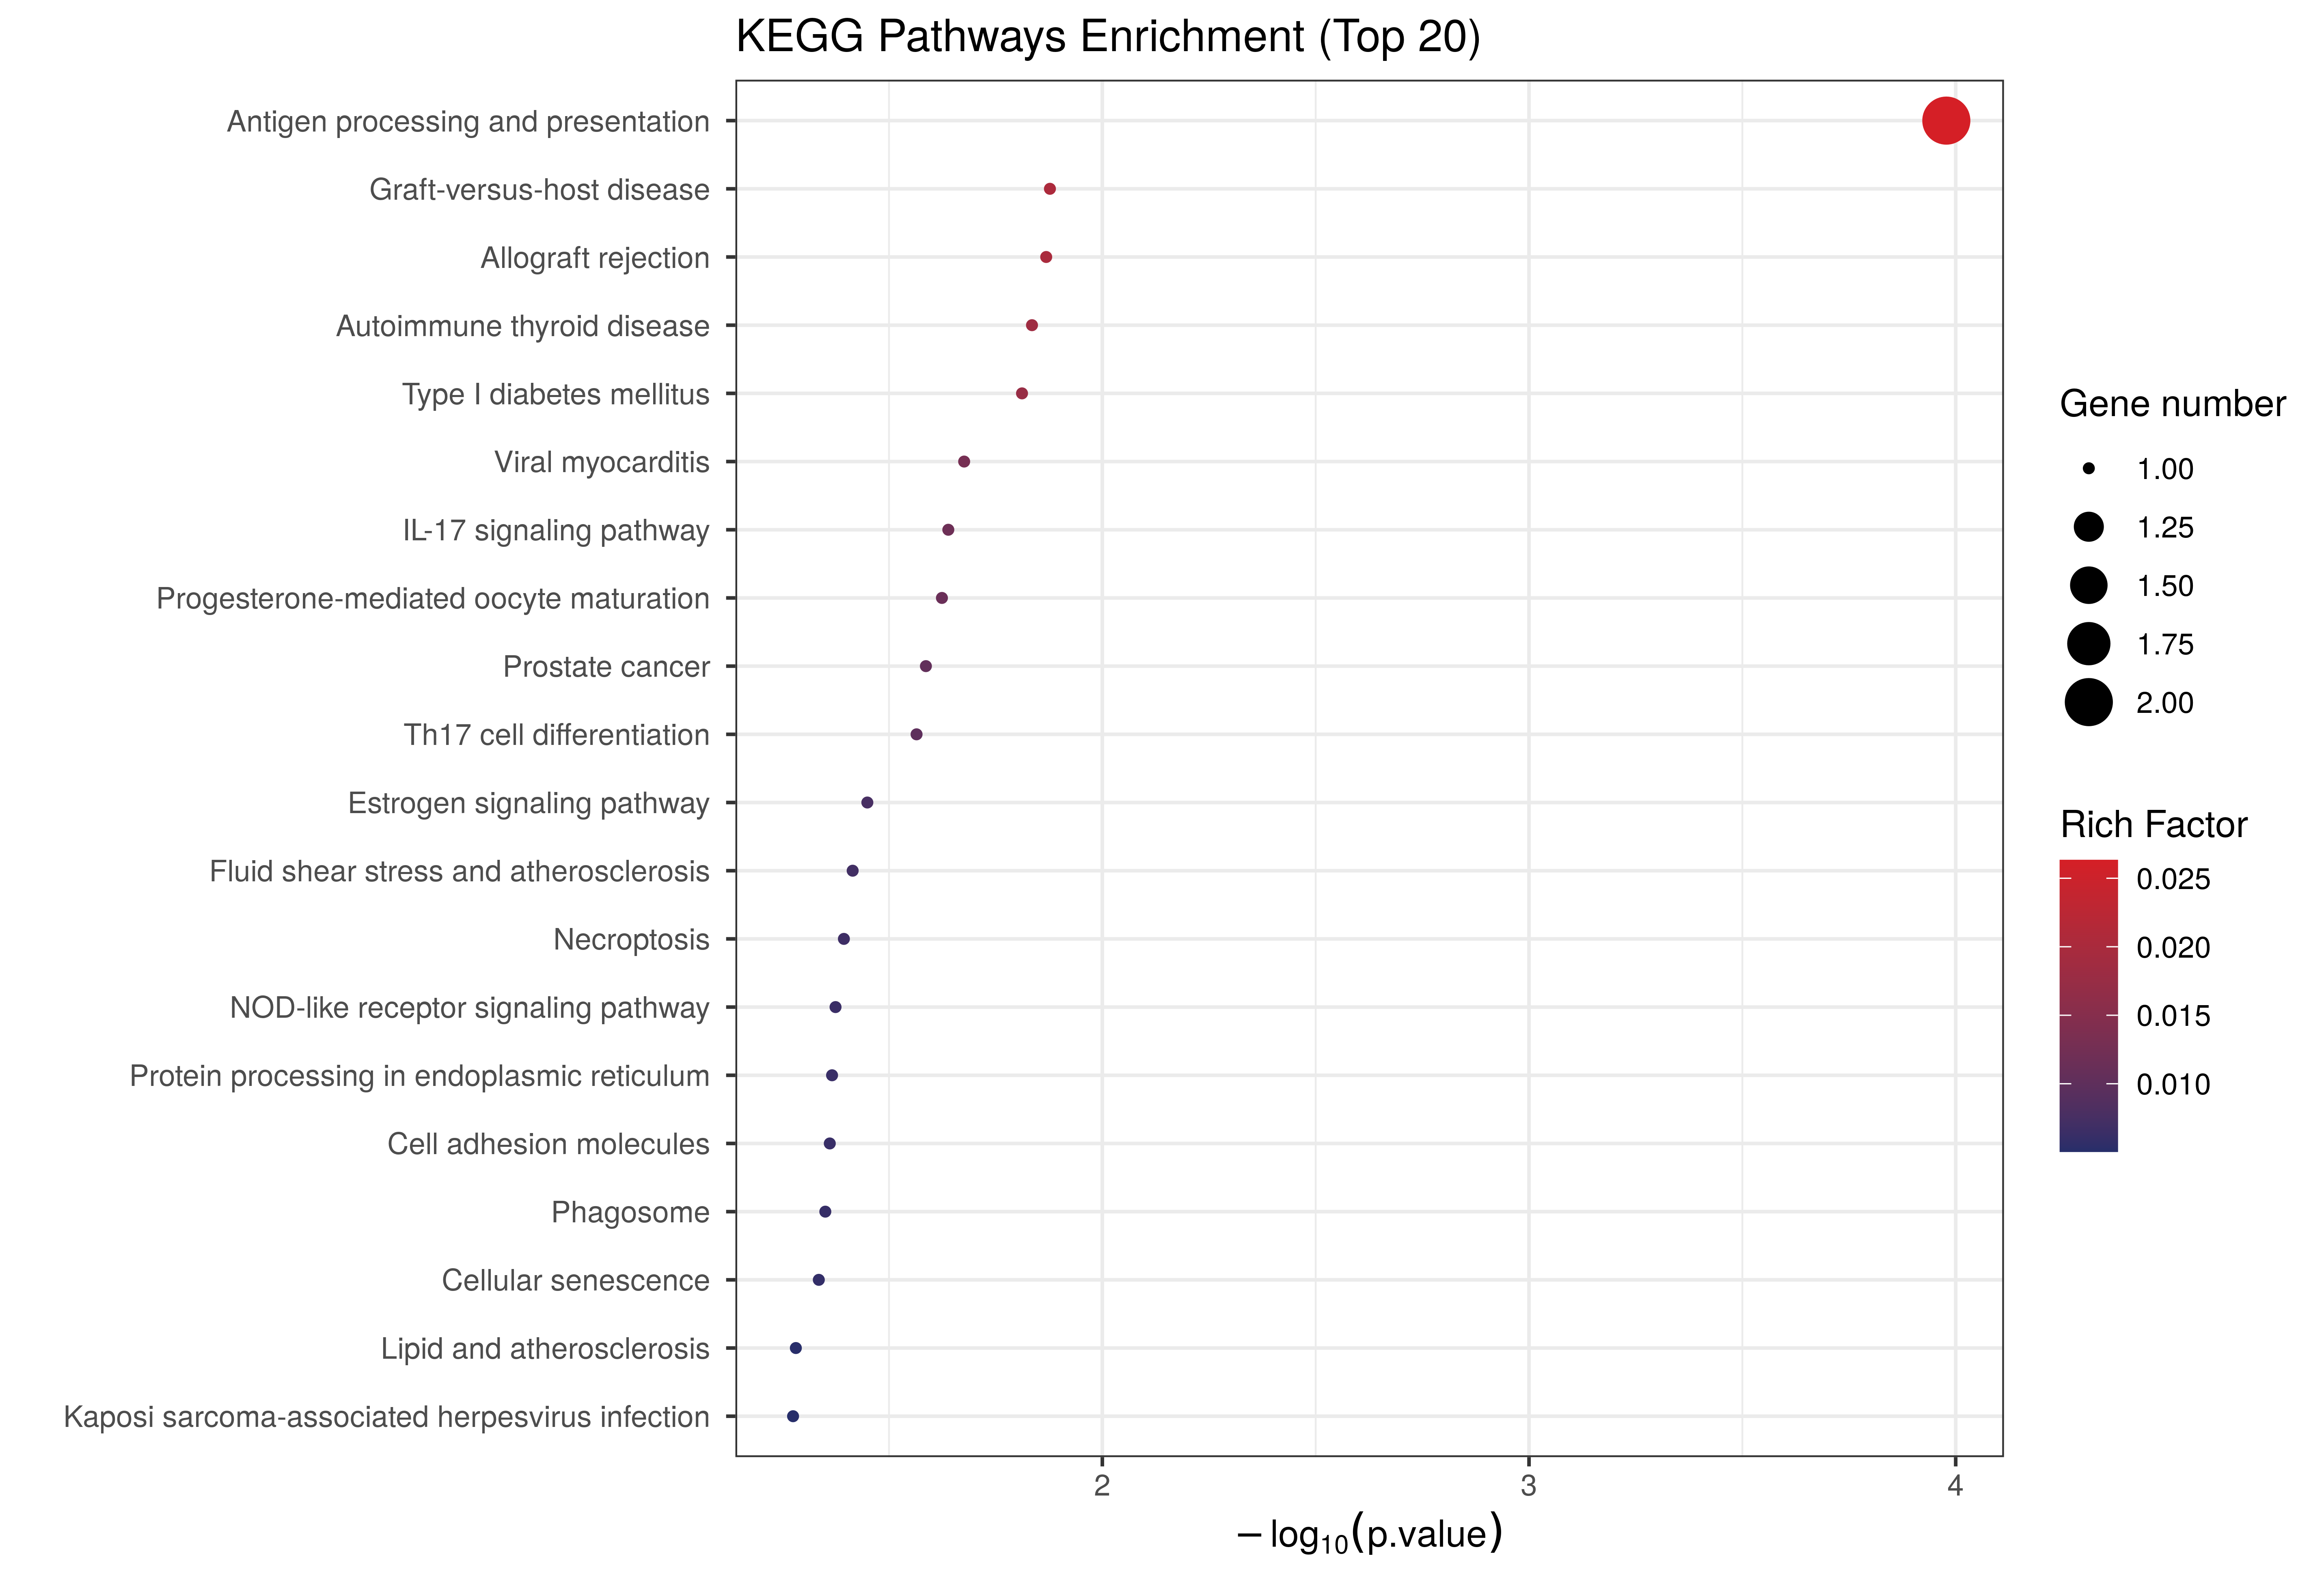 KEGG Pathways Enrichment (Top 20)
Antigen processing and presentation
Graft-versus-host disease
Allograft rejection
Autoimmune thyroid disease
Type I diabetes mellitus
Viral myocarditis
IL-17 signaling pathway
Progesterone-mediated oocyte maturation
Prostate cancer
Th17 cell differentiation
Estrogen signaling pathway
Fluid shear stress and atherosclerosis
Necroptosis
NOD-like receptor signaling pathway
Protein processing in endoplasmic reticulum
Cell adhesion molecules
Phagosome
Cellular senescence
Lipid and atherosclerosis
Kaposi sarcoma-associated herpesvirus infection
2 3 4
−log₁₀(p.value)
Gene number
1.00
1.25
1.50
1.75
2.00
Rich Factor
0.025
0.020
0.015
0.010